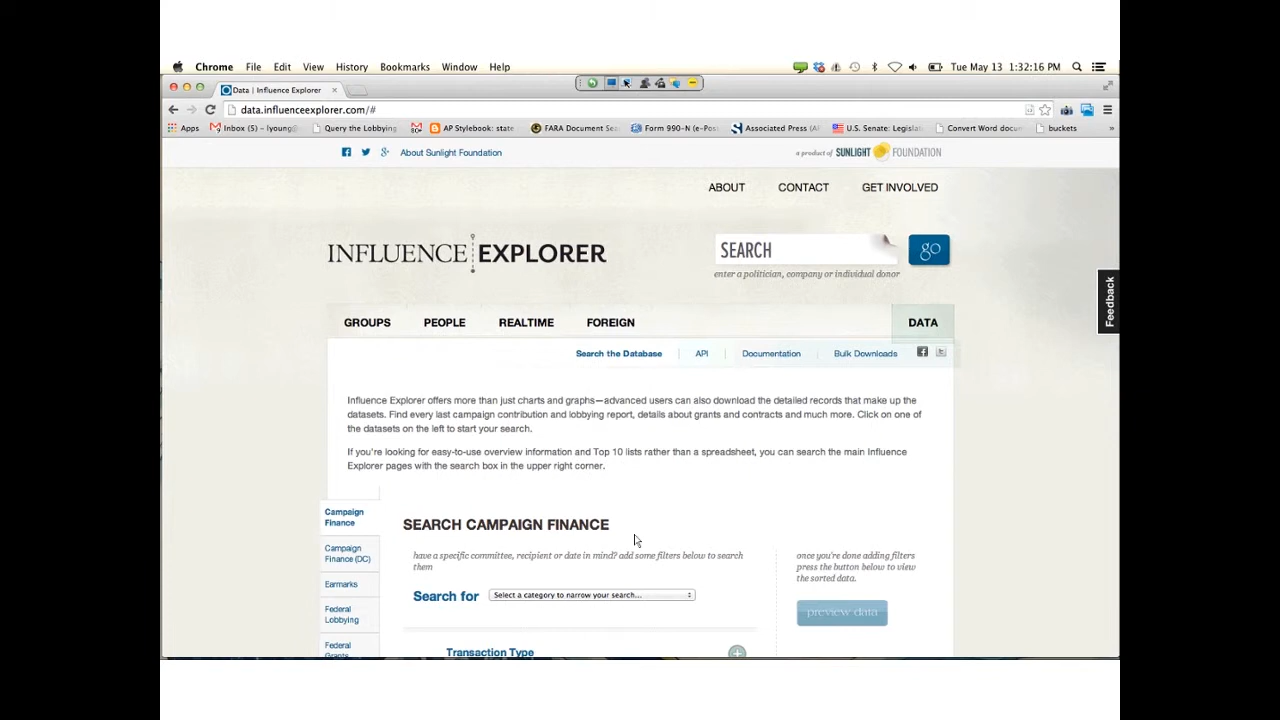 Chrome File Edit View History Bookmarks Window Help Tue May 13 1:32:16 PM
Data | Influence Explorer
data.influenceexplorer.com/#
Apps Inbox (1) – lyoung@ Query the Lobbying AP Stylebook: state FARA Document Sea Form 990-N (e-Pos Associated Press (AP U.S. Senate: Legisla Convert Word docu buckets »
About Sunlight Foundation a product of SUNLIGHT FOUNDATION
ABOUT CONTACT GET INVOLVED
INFLUENCE EXPLORER SEARCH go
enter a politician, company or individual donor
Feedback
GROUPS PEOPLE REALTIME FOREIGN DATA
Search the Database API Documentation Bulk Downloads
Influence Explorer offers more than just charts and graphs—advanced users can also download the detailed records that make up the
datasets. Find every last campaign contribution and lobbying report, details about grants and contracts and much more. Click on one of
the datasets on the left to start your search.
If you're looking for easy-to-use overview information and Top 10 lists rather than a spreadsheet, you can search the main Influence
Explorer pages with the search box in the upper right corner.
Campaign
Finance
Campaign
Finance (DC)
Earmarks
Federal
Lobbying
Federal
Grants
SEARCH CAMPAIGN FINANCE
have a specific committee, recipient or date in mind? add some filters below to search
them
Search for Select a category to narrow your search...
Transaction Type
once you're done adding filters
press the button below to view
the sorted data.
preview data